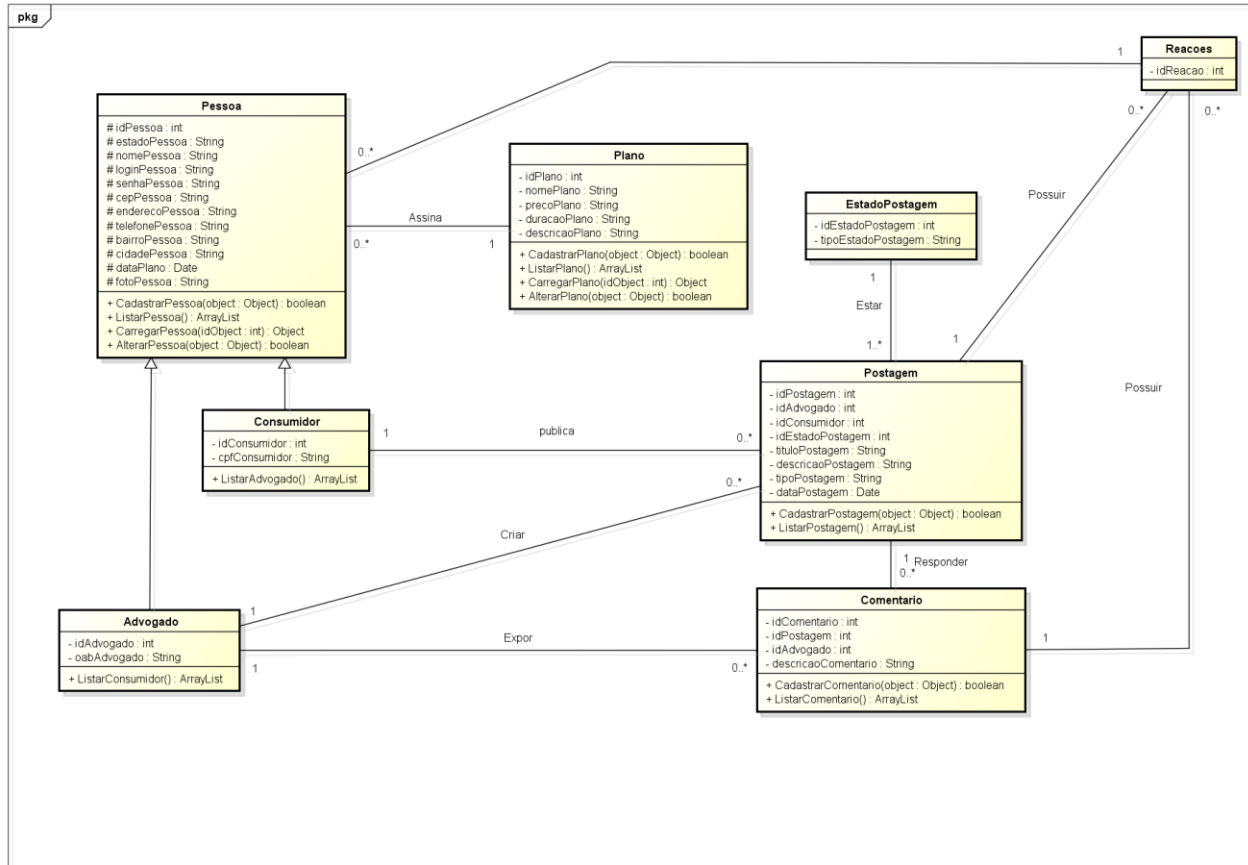 pkg
Reacoes
- idReacao : int
1
0..*
0..*
0..*
Pessoa
# idPessoa : int
# estadoPessoa : String
# nomePessoa : String
# loginPessoa : String
# senhaPessoa : String
# cepPessoa : String
# enderecoPessoa : String
# telefonePessoa : String
# bairroPessoa : String
# cidadePessoa : String
# dataPlano : Date
# fotoPessoa : String
+ CadastrarPessoa(object : Object) : boolean
+ ListarPessoa() : ArrayList
+ CarregarPessoa(idObject : int) : Object
+ AlterarPessoa(object : Object) : boolean
Assina
0..*
1
Plano
- idPlano : int
- nomePlano : String
- precoPlano : String
- duracaoPlano : String
- descricaoPlano : String
+ CadastrarPlano(object : Object) : boolean
+ ListarPlano() : ArrayList
+ CarregarPlano(idObject : int) : Object
+ AlterarPlano(object : Object) : boolean
Possuir
EstadoPostagem
- idEstadoPostagem : int
- tipoEstadoPostagem : String
1
Estar
1..*
1
Possuir
Postagem
- idPostagem : int
- idAdvogado : int
- idConsumidor : int
- idEstadoPostagem : int
- tituloPostagem : String
- descricaoPostagem : String
- tipoPostagem : String
- dataPostagem : Date
+ CadastrarPostagem(object : Object) : boolean
+ ListarPostagem() : ArrayList
Consumidor
- idConsumidor : int
- cpfConsumidor : String
+ ListarAdvogado() : ArrayList
1
publica
0..*
0..*
Criar
1
1
Responder
0..*
Advogado
- idAdvogado : int
- oabAdvogado : String
+ ListarConsumidor() : ArrayList
Expor
1
0..*
Comentario
- idComentario : int
- idPostagem : int
- idAdvogado : int
- descricaoComentario : String
+ CadastrarComentario(object : Object) : boolean
+ ListarComentario() : ArrayList
1